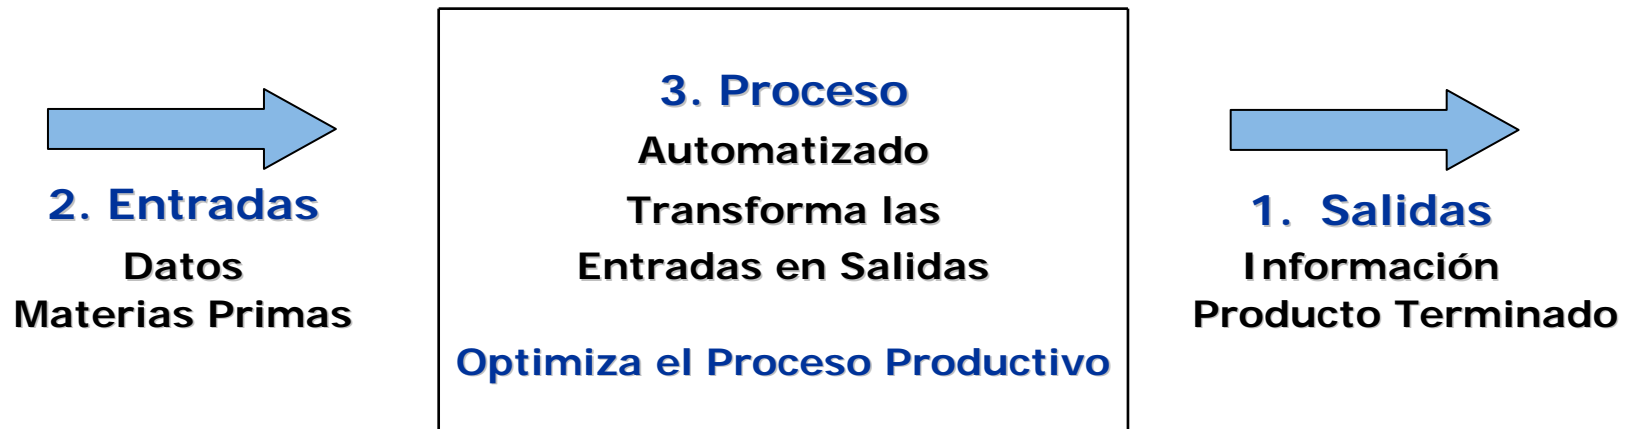 2. Entradas
Datos
Materias Primas
3. Proceso
Automatizado
Transforma las
Entradas en Salidas
Optimiza el Proceso Productivo
1. Salidas
Información
Producto Terminado